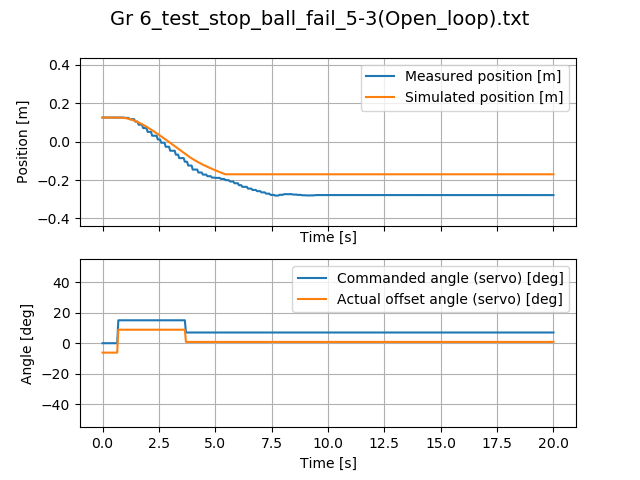 Gr 6_test_stop_ball_fail_5-3(Open_loop).txt
Position [m]
0.4
0.2
0.0
−0.2
−0.4
Measured position [m]
Simulated position [m]
Time [s]
Angle [deg]
40
20
0
−20
−40
Commanded angle (servo) [deg]
Actual offset angle (servo) [deg]
0.0 2.5 5.0 7.5 10.0 12.5 15.0 17.5 20.0
Time [s]